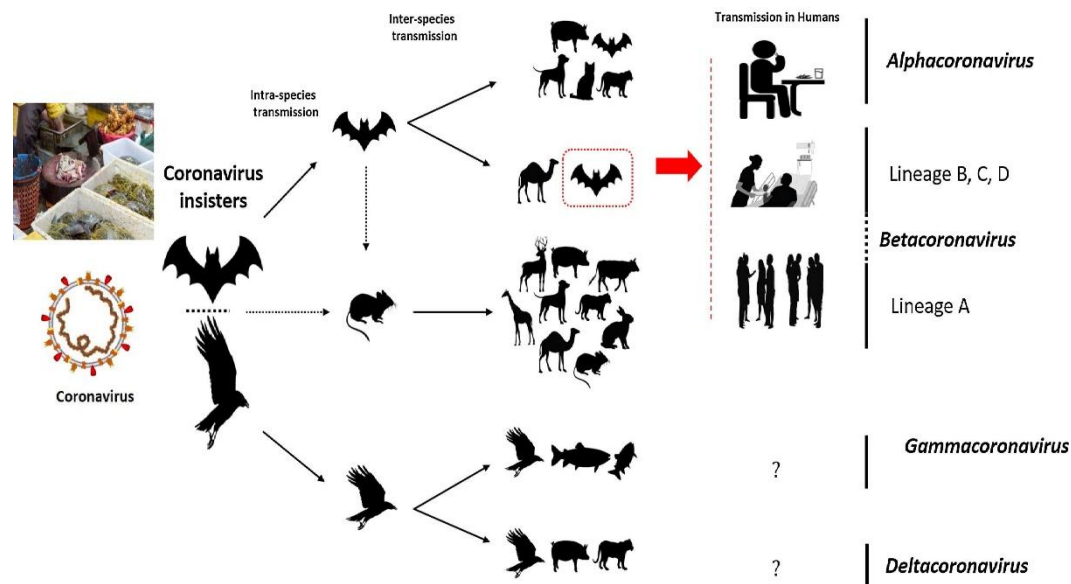 Inter-species
transmission
Transmission in Humans
Alphacoronavirus
Intra-species
transmission
Coronavirus
insisters
Lineage B, C, D
Betacoronavirus
Lineage A
Coronavirus
Gammacoronavirus
?
Deltacoronavirus
?